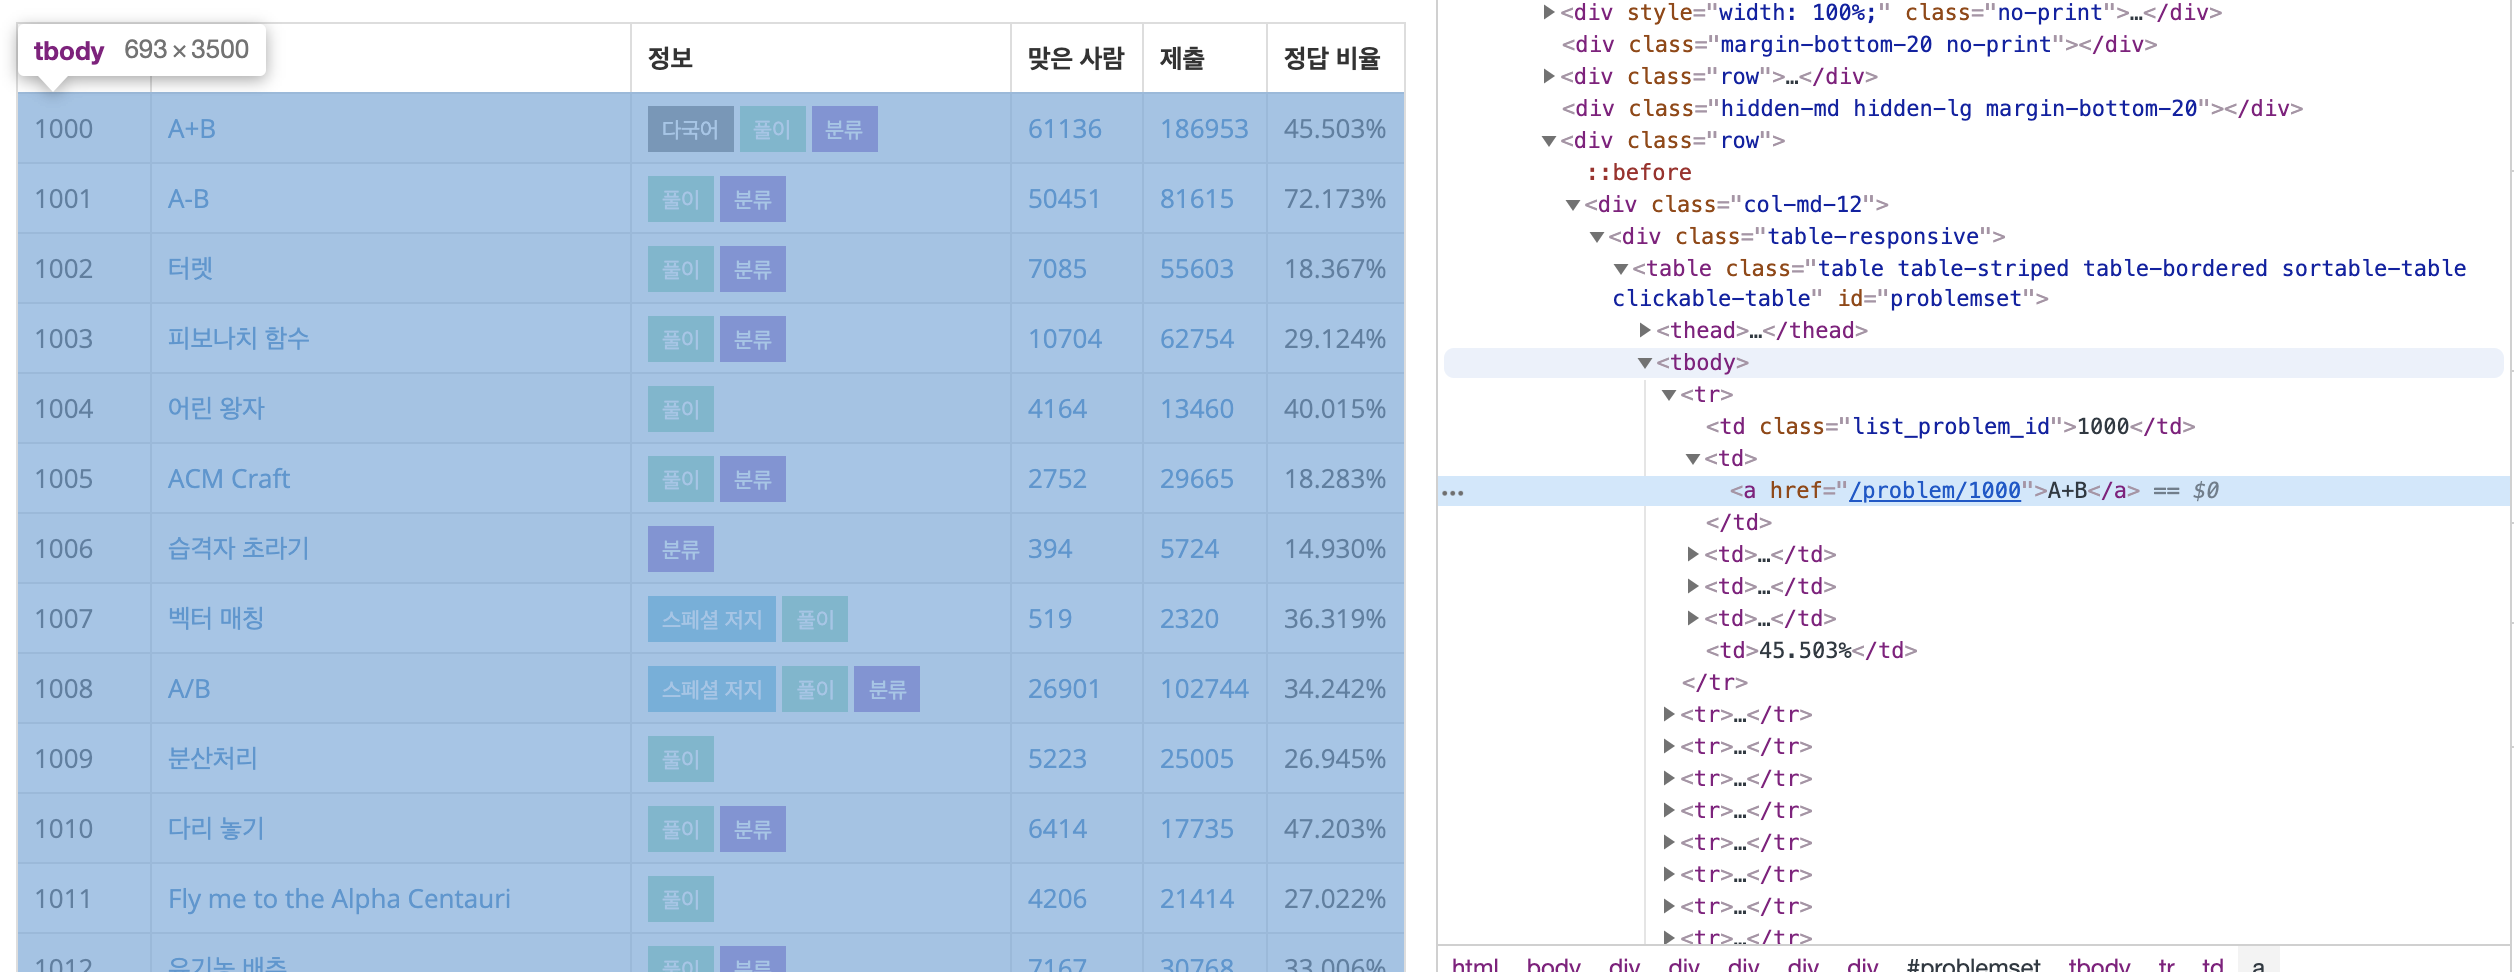 tbody 693×3500
정보 맞은 사람 제출 정답 비율
1000 A+B 다국어 풀이 분류 61136 186953 45.503%
1001 A-B 풀이 분류 50451 81615 72.173%
1002 터렛 풀이 분류 7085 55603 18.367%
1003 피보나치 함수 풀이 분류 10704 62754 29.124%
1004 어린 왕자 풀이 4164 13460 40.015%
1005 ACM Craft 풀이 분류 2752 29665 18.283%
1006 습격자 초라기 분류 394 5724 14.930%
1007 벡터 매칭 스페셜 저지 풀이 519 2320 36.319%
1008 A/B 스페셜 저지 풀이 분류 26901 102744 34.242%
1009 분산처리 풀이 5223 25005 26.945%
1010 다리 놓기 풀이 분류 6414 17735 47.203%
1011 Fly me to the Alpha Centauri 풀이 4206 21414 27.022%
1012 유기농 배추 풀이 분류 7167 30768 33.006%
<div style="width: 100%;" class="no-print">…</div>
<div class="margin-bottom-20 no-print"></div>
<div class="row">…</div>
<div class="hidden-md hidden-lg margin-bottom-20"></div>
<div class="row">
::before
<div class="col-md-12">
<div class="table-responsive">
<table class="table table-striped table-bordered sortable-table
clickable-table" id="problemset">
<thead>…</thead>
<tbody>
<tr>
<td class="list_problem_id">1000</td>
<td>
… <a href="/problem/1000">A+B</a> == $0
</td>
<td>…</td>
<td>…</td>
<td>…</td>
<td>45.503%</td>
</tr>
<tr>…</tr>
<tr>…</tr>
<tr>…</tr>
<tr>…</tr>
<tr>…</tr>
<tr>…</tr>
<tr>…</tr>
<tr>…</tr>
html body div div div div div #problemset tbody tr td a